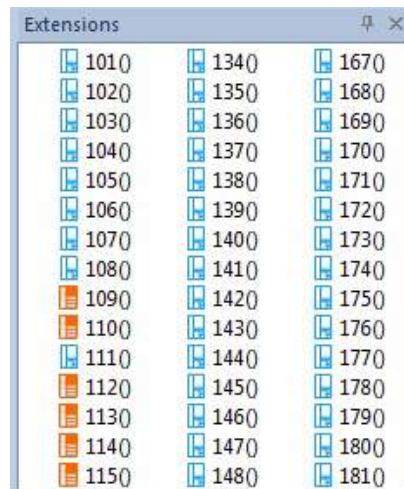 Extensions
101() 134() 167()
102() 135() 168()
103() 136() 169()
104() 137() 170()
105() 138() 171()
106() 139() 172()
107() 140() 173()
108() 141() 174()
109() 142() 175()
110() 143() 176()
111() 144() 177()
112() 145() 178()
113() 146() 179()
114() 147() 180()
115() 148() 181()